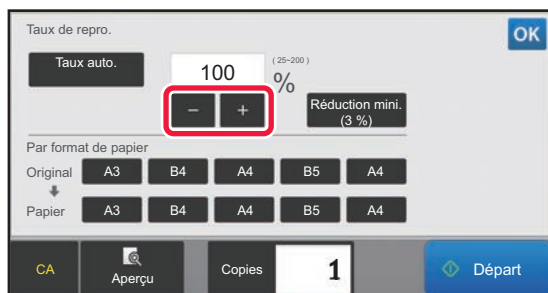 Taux de repro.
OK
Taux auto.
100
(25~200)
%
－ ＋
Réduction mini.
(3 %)
Par format de papier
Original A3 B4 A4 B5 A4
Papier A3 B4 A4 B5 A4
CA
Aperçu
Copies
1
Départ